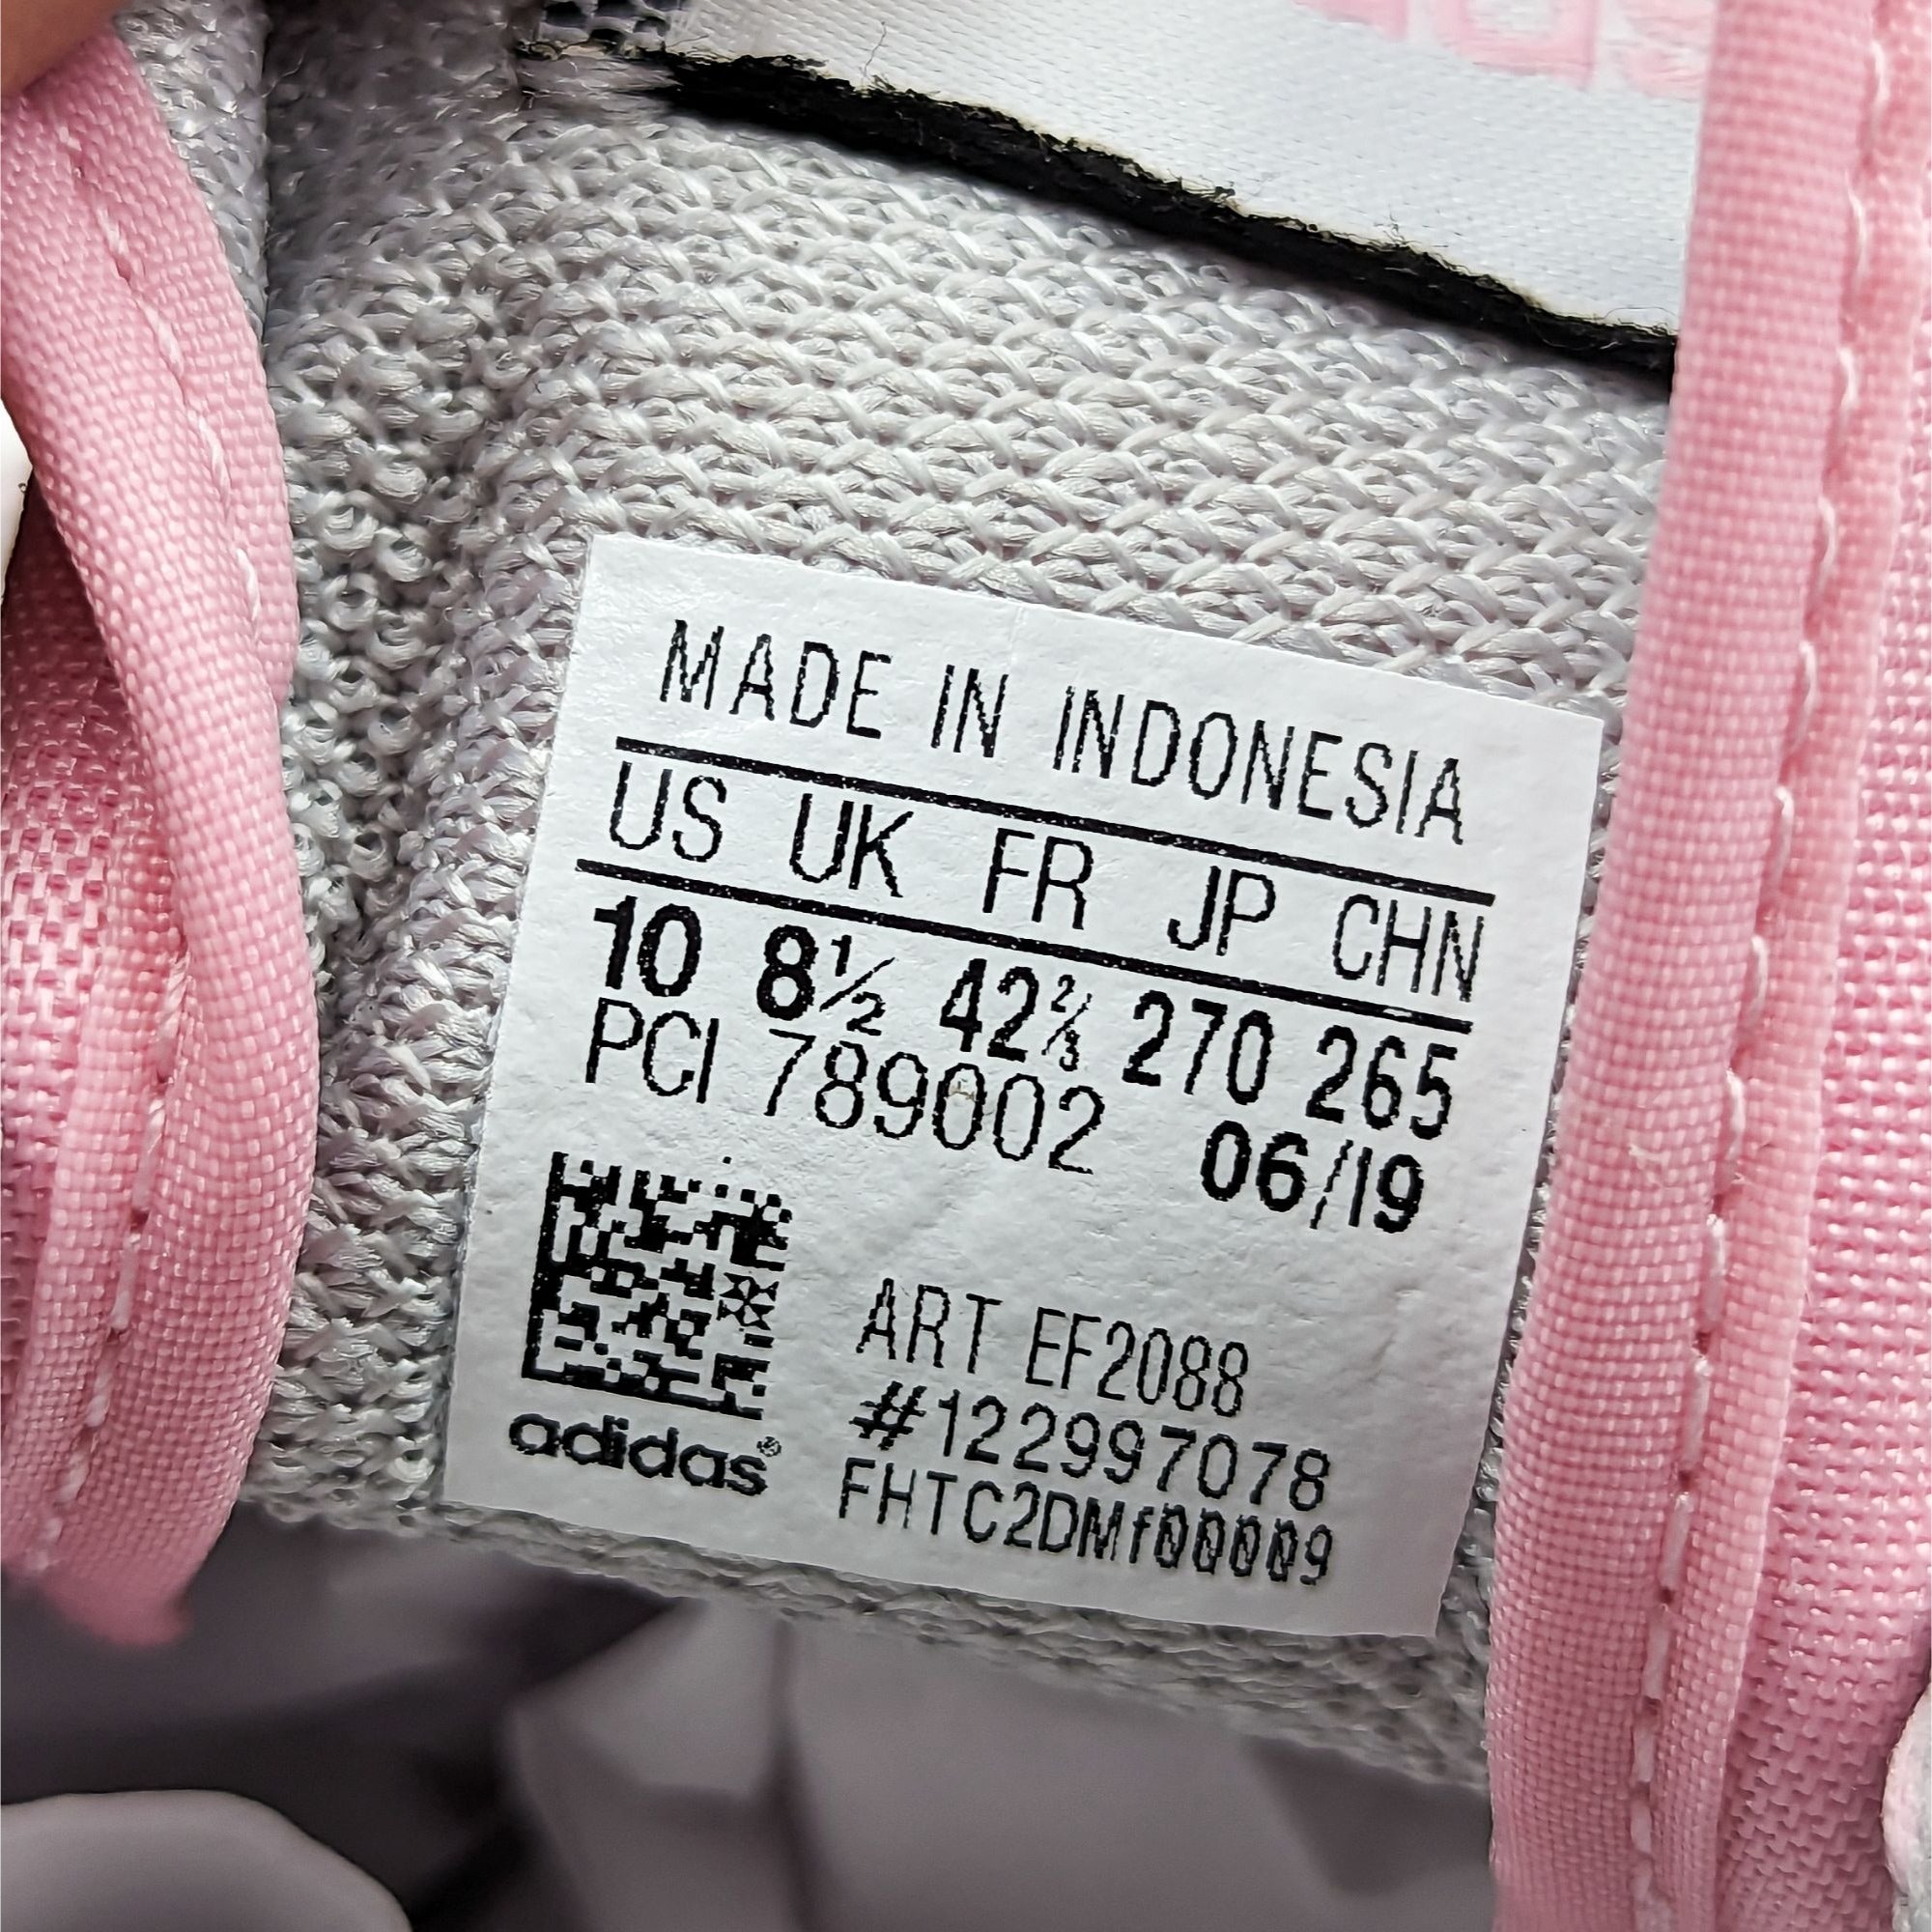 MADE IN INDONESIA
US UK FR JP CHN
10 8½ 42⅔ 270 265
PCI 789002 06/19
ART EF2088
#122997078
FHTC2DMf00009
adidas®